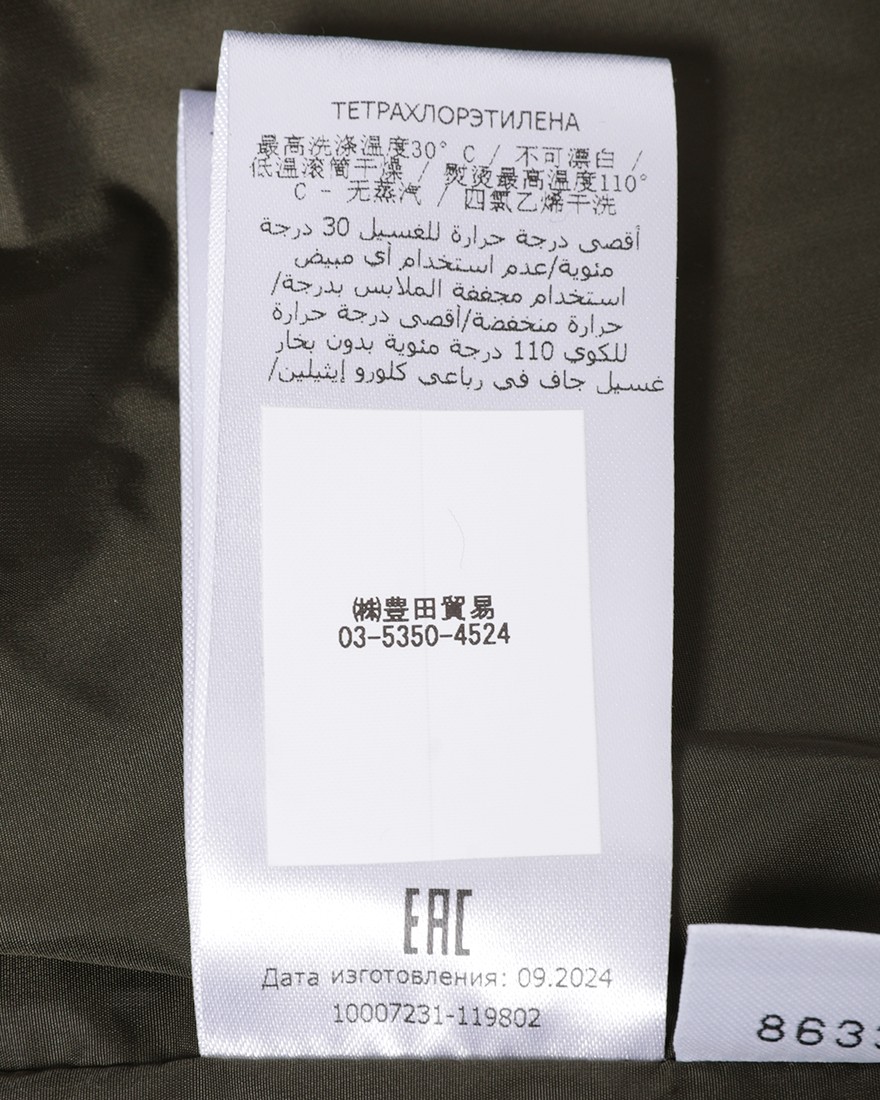 ТЕТРАХЛОРЭТИЛЕНА
最高洗涤温度30° C / 不可漂白 /
低温滚筒干燥 / 熨烫最高温度110°
C - 无蒸汽 / 四氯乙烯干洗
أقصى درجة حرارة للغسيل 30 درجة
مئوية/عدم استخدام أي مبيض
/استخدام مجففة الملابس بدرجة
حرارة منخفضة/أقصى درجة حرارة
للكوي 110 درجة مئوية بدون بخار
/غسيل جاف في رباعي كلورو إيثيلين
㈱豊田貿易
03-5350-4524
EAC
Дата изготовления: 09.2024
10007231-119802